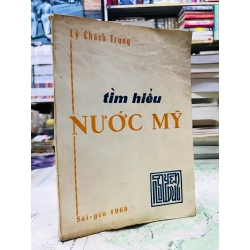 Lý Chánh Trung
tìm hiểu
NƯỚC MỸ
Sài-gòn 1969